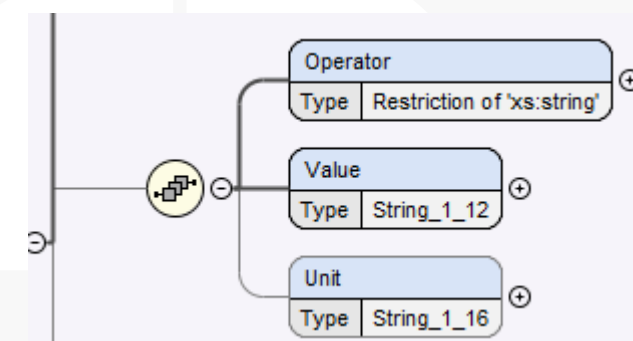 Operator
Type Restriction of 'xs:string'
Value
Type String_1_12
Unit
Type String_1_16